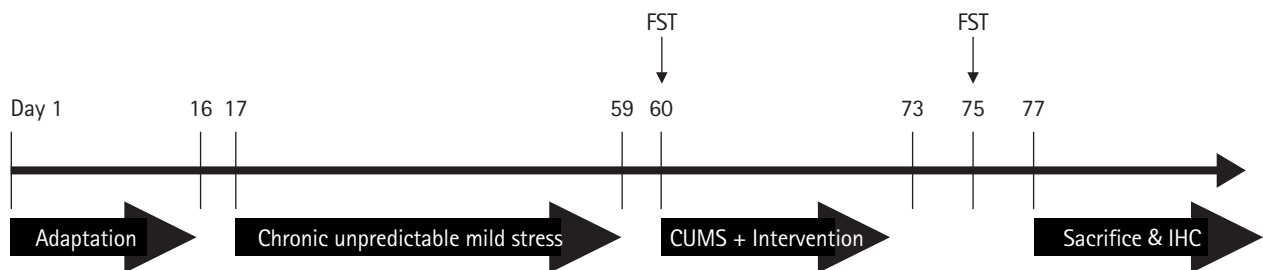 FST FST
Day 1 16 17 59 60 73 75 77
Adaptation Chronic unpredictable mild stress CUMS + Intervention Sacrifice & IHC